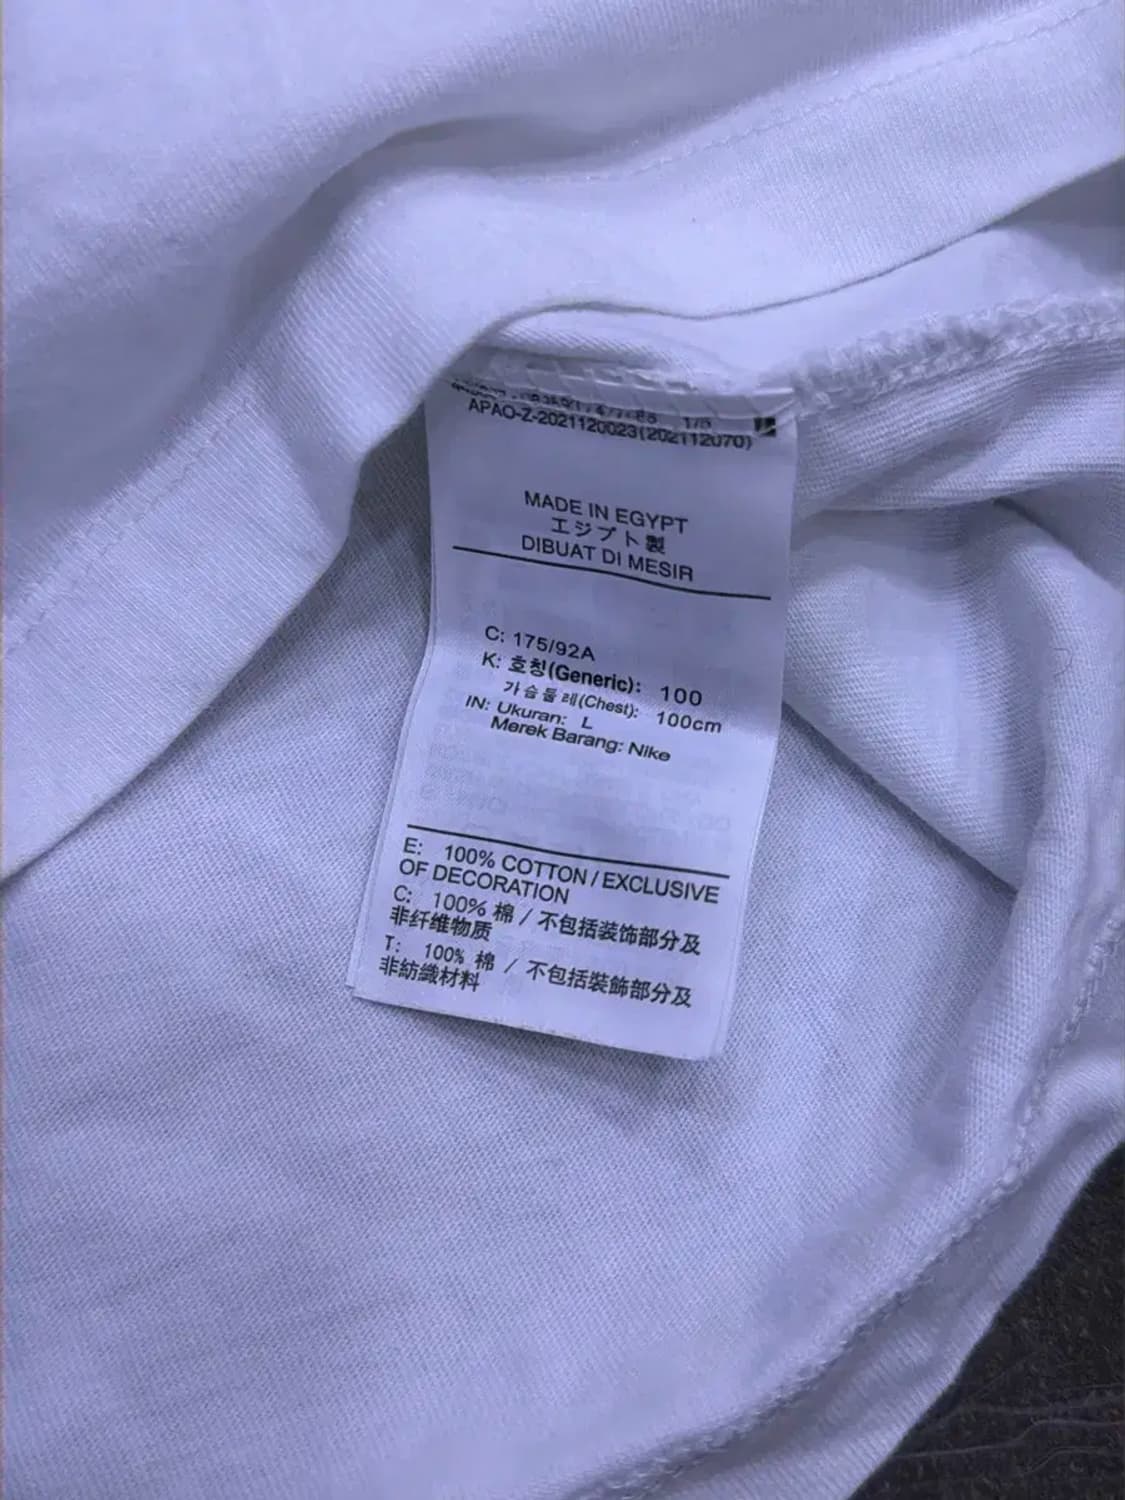 APAO-Z-2021120023(202112070)
MADE IN EGYPT
エジプト製
DIBUAT DI MESIR
C: 175/92A
K: 호칭(Generic): 100
가슴둘레(Chest): 100cm
IN: Ukuran: L
Merek Barang: Nike
E: 100% COTTON / EXCLUSIVE
OF DECORATION
C: 100% 棉 / 不包括装饰部分及
非纤维物质
T: 100% 棉 / 不包括裝飾部分及
非紡織材料